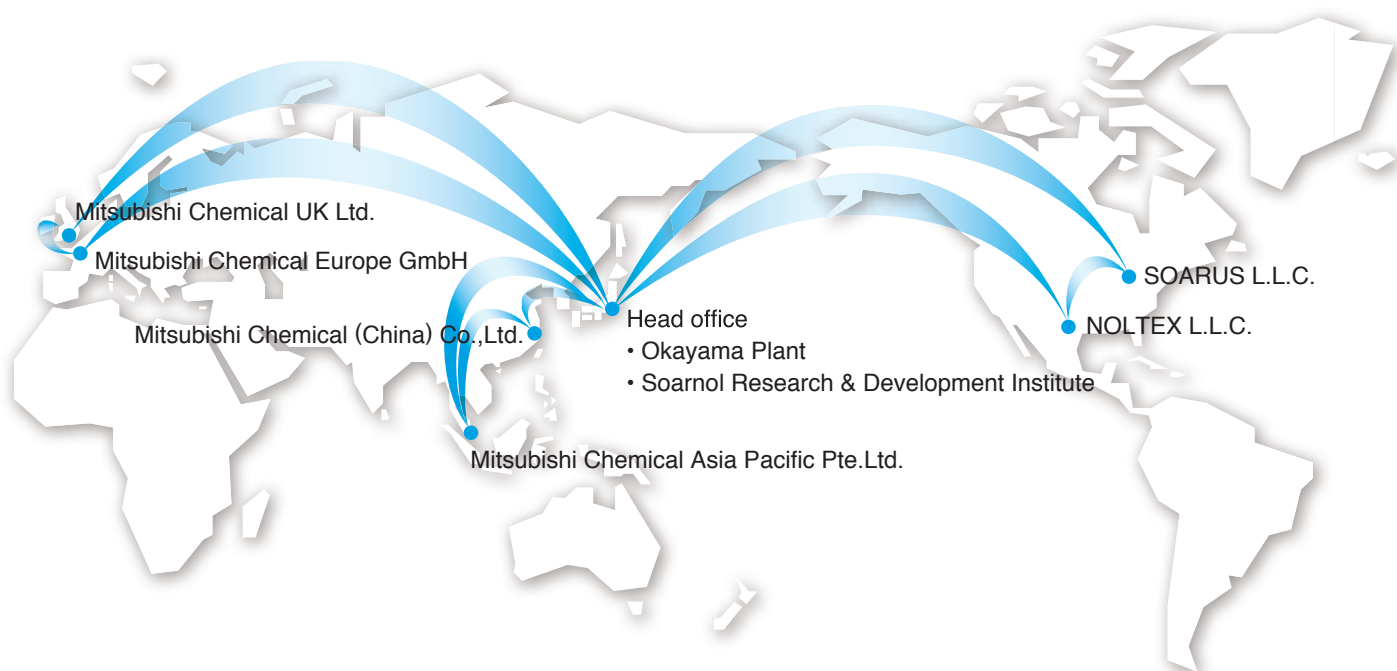 Mitsubishi Chemical UK Ltd.
Mitsubishi Chemical Europe GmbH
Mitsubishi Chemical (China) Co.,Ltd.
Head office
・Okayama Plant
・Soarnol Research & Development Institute
Mitsubishi Chemical Asia Pacific Pte.Ltd.
SOARUS L.L.C.
NOLTEX L.L.C.